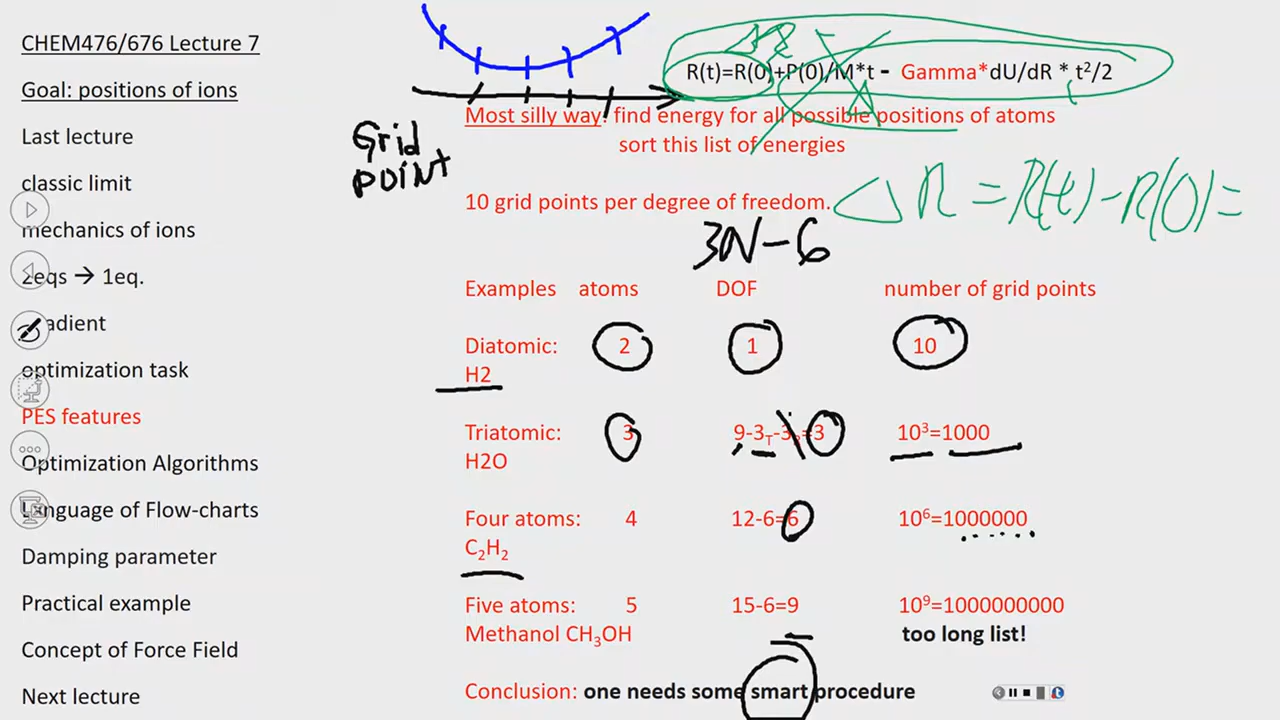 CHEM476/676 Lecture 7
Goal: positions of ions
Last lecture
classic limit
mechanics of ions
2eqs → 1eq.
gradient
optimization task
PES features
Optimization Algorithms
Language of Flow-charts
Damping parameter
Practical example
Concept of Force Field
Next lecture
R(t)=R(0)+P(0)/M*t - Gamma*dU/dR * t²/2
Most silly way: find energy for all possible positions of atoms
sort this list of energies
Grid
POINT
10 grid points per degree of freedom.
Δ R = R(t) - R(0) =
3N-6
Examples atoms DOF number of grid points
Diatomic: 2 1 10
H2
Triatomic: 3 9-3T-3 =3 10³=1000
H2O
Four atoms: 4 12-6=6 10⁶=1000000
C₂H₂
Five atoms: 5 15-6=9 10⁹=1000000000
Methanol CH₃OH too long list!
Conclusion: one needs some smart procedure